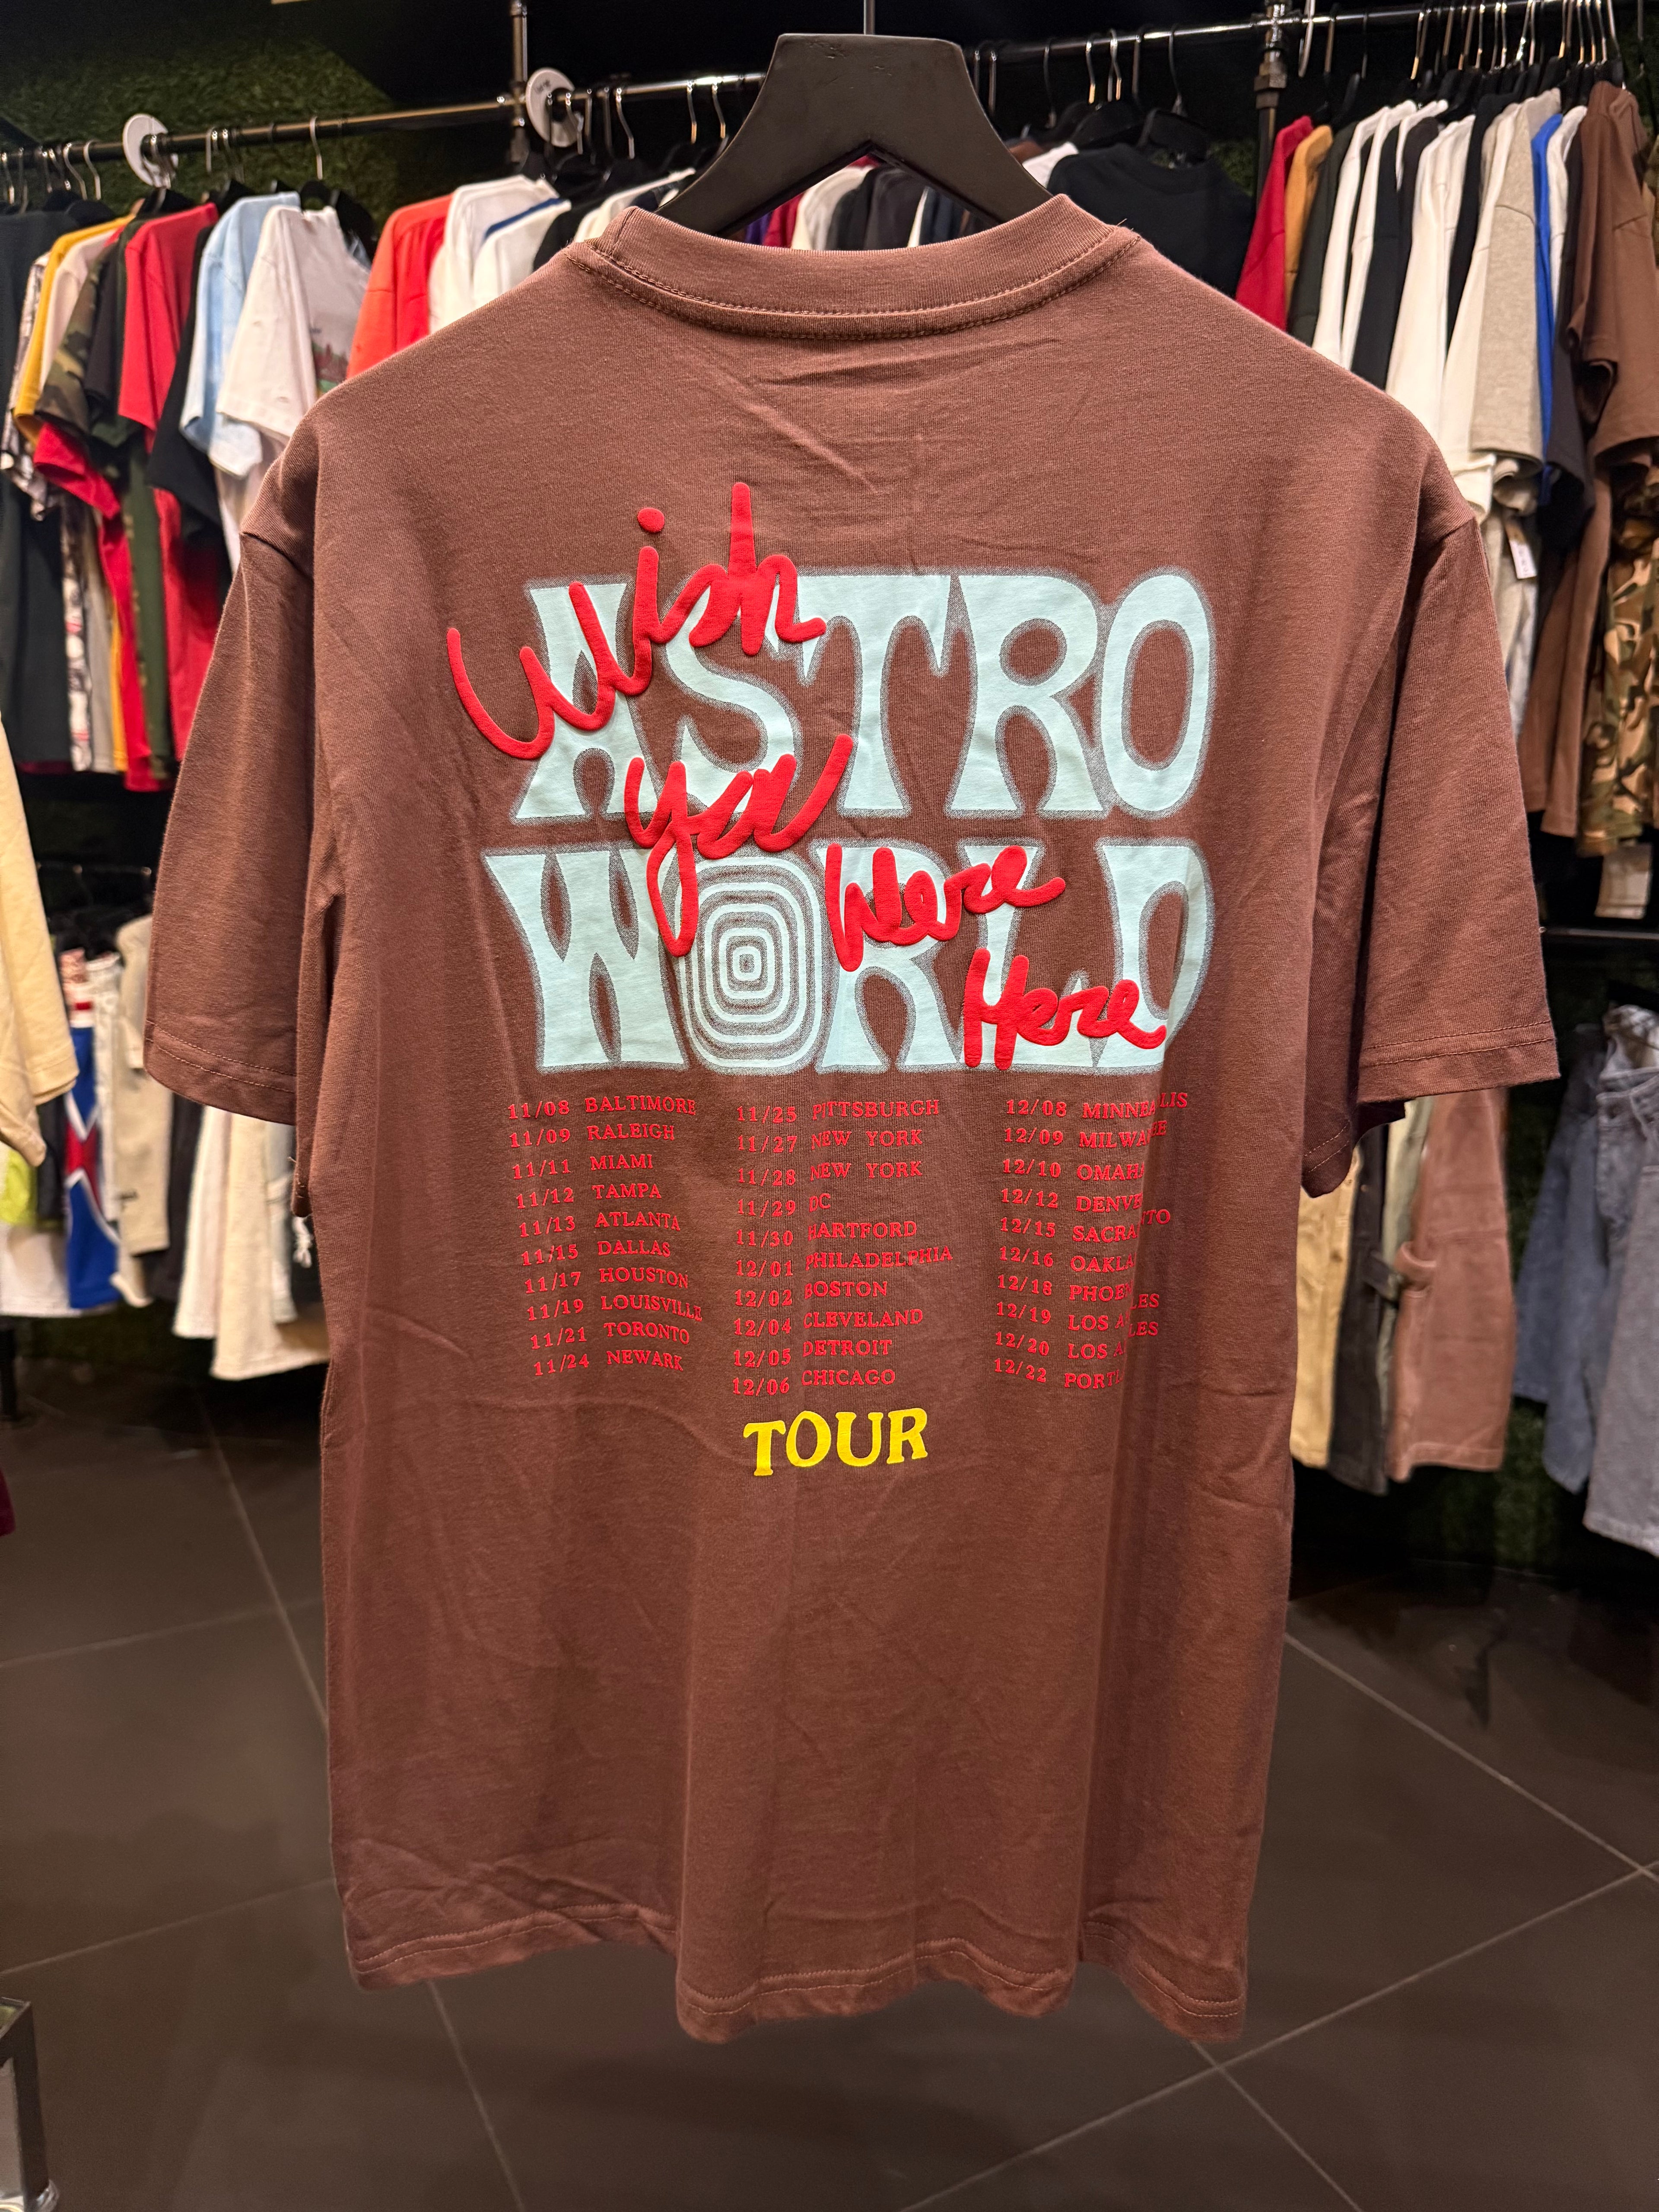 Wish
ASTRO
you
Were
WORLD
Here
11/08 BALTIMORE
11/09 RALEIGH
11/11 MIAMI
11/12 TAMPA
11/13 ATLANTA
11/15 DALLAS
11/17 HOUSTON
11/19 LOUISVILLE
11/21 TORONTO
11/24 NEWARK
11/25 PITTSBURGH
11/27 NEW YORK
11/28 NEW YORK
11/29 DC
11/30 HARTFORD
12/01 PHILADELPHIA
12/02 BOSTON
12/04 CLEVELAND
12/05 DETROIT
12/06 CHICAGO
12/08
12/09
12/10
12/12
12/15
12/16
12/18
12/19 LOS
12/20 LOS
12/22
TOUR